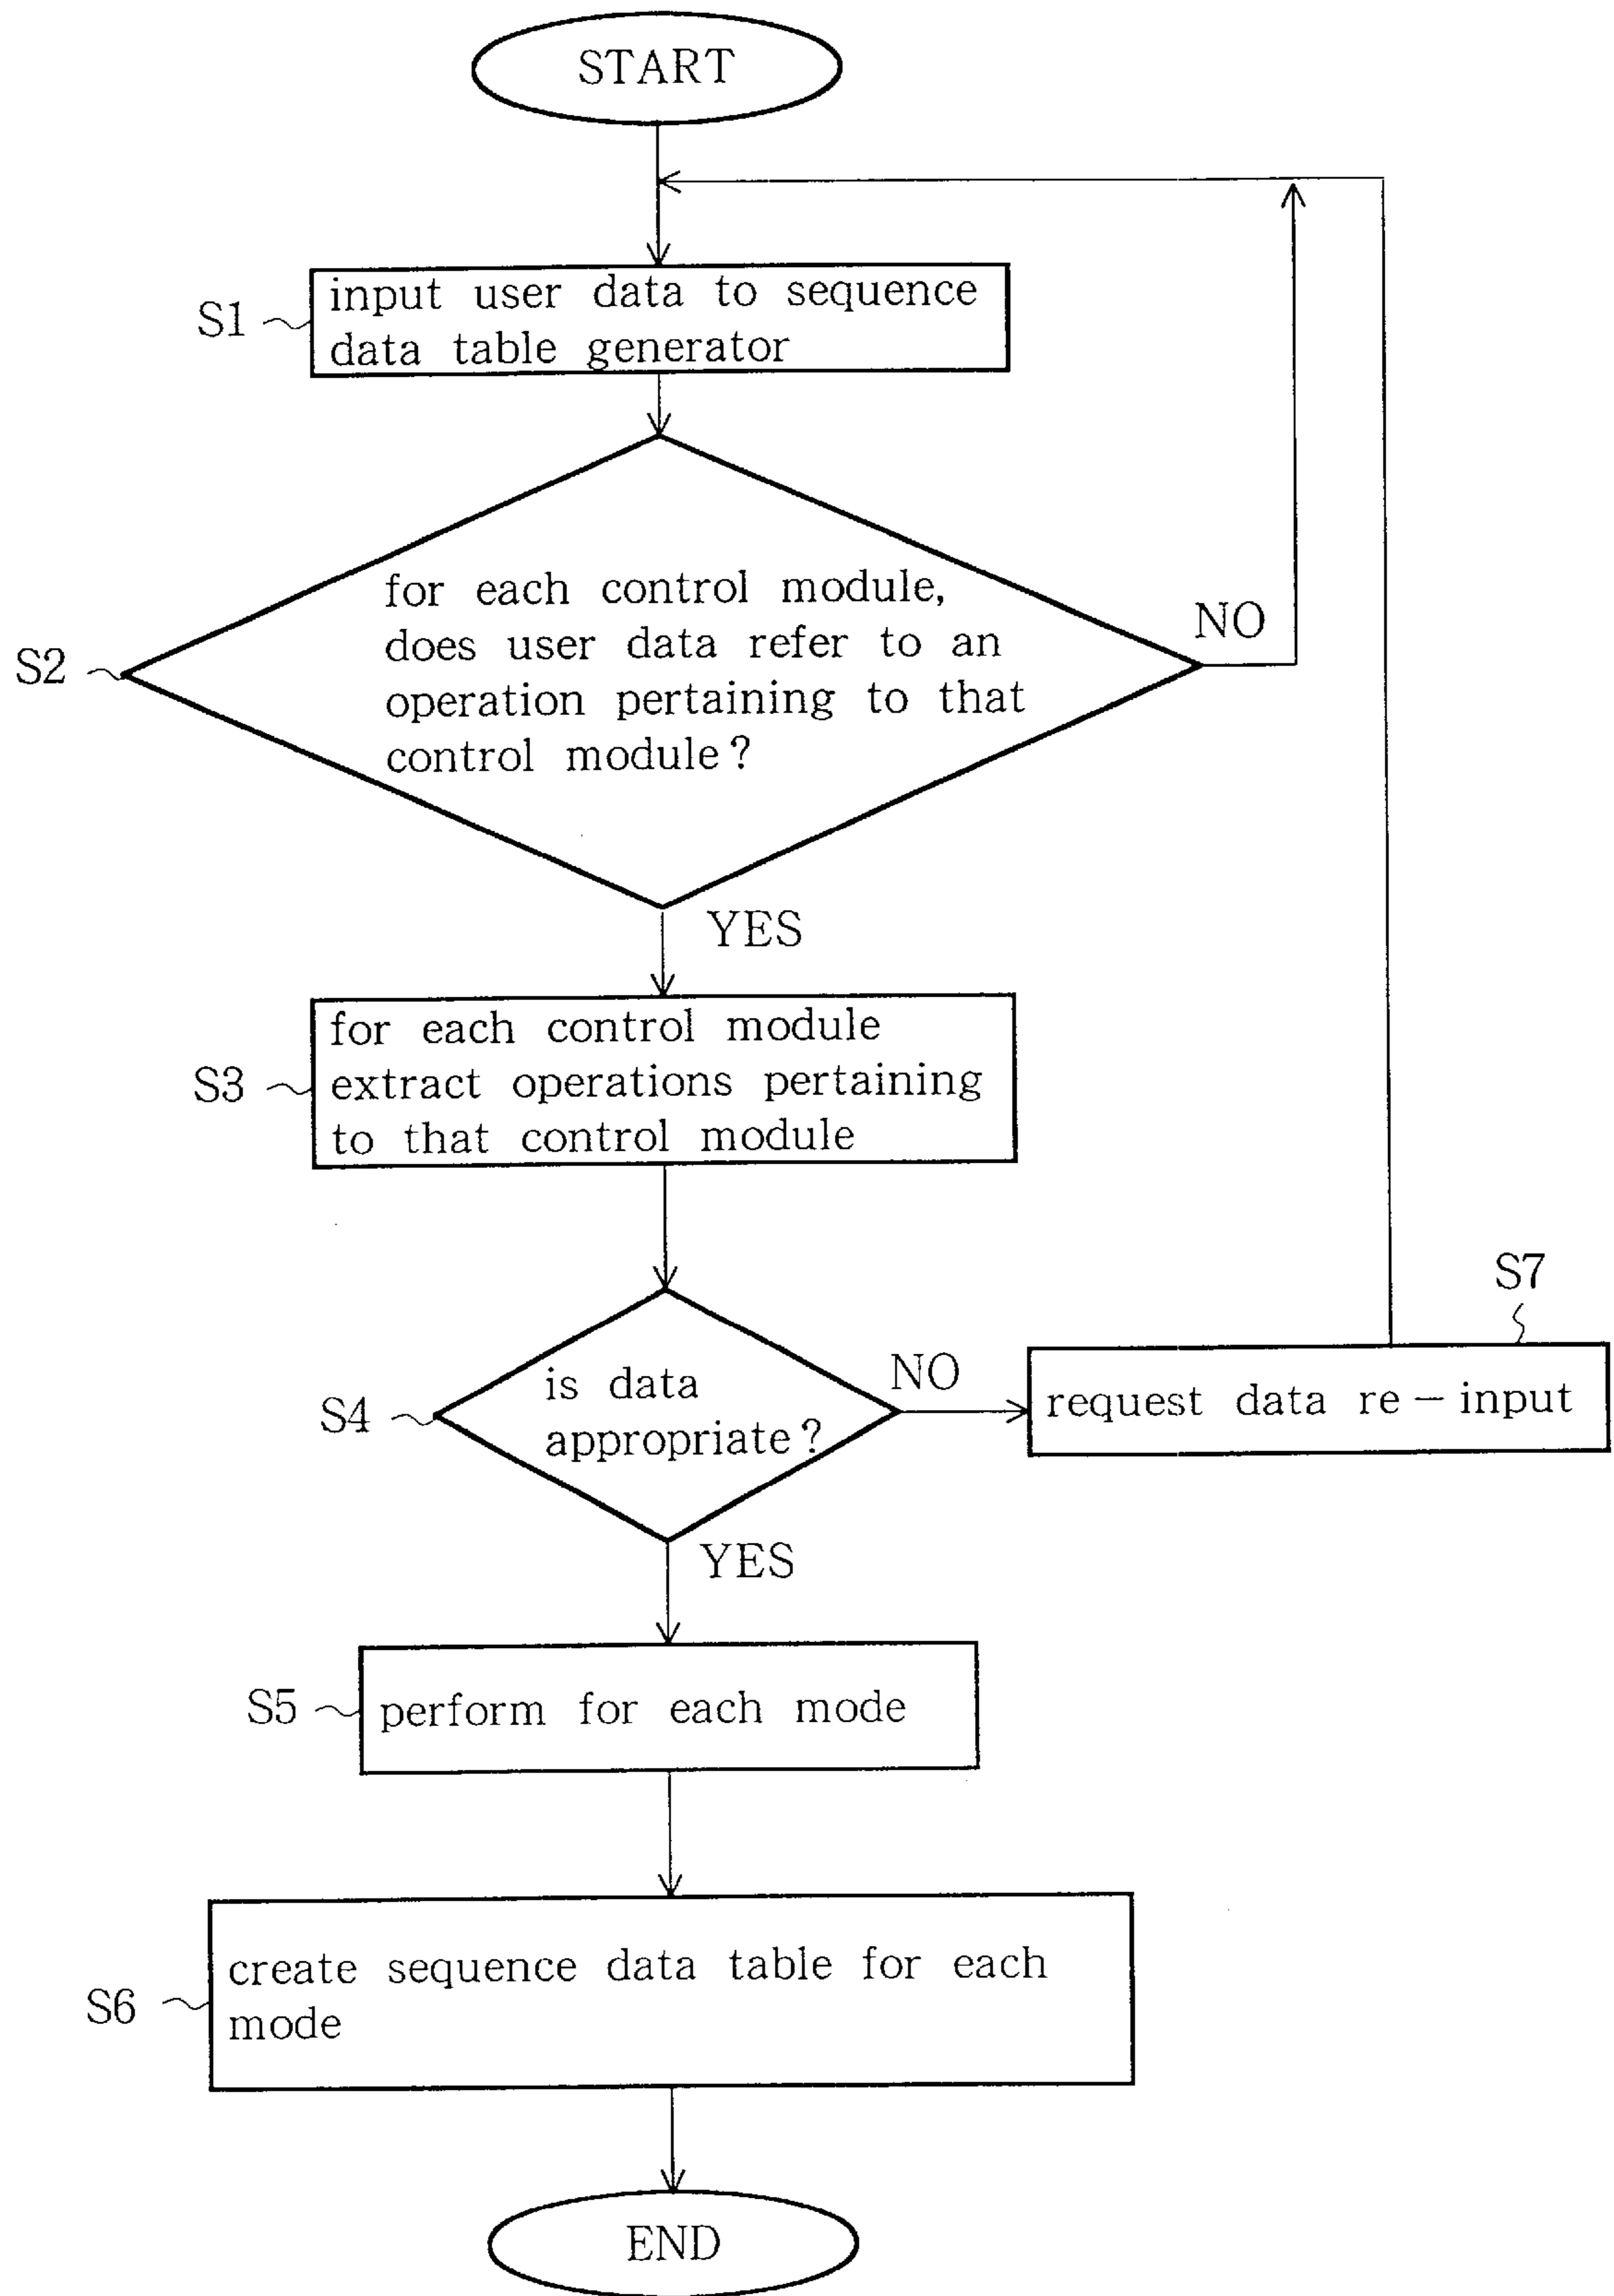 START
S1
input user data to sequence
data table generator
S2
for each control module,
does user data refer to an
operation pertaining to that
control module?
NO
YES
S3
for each control module
extract operations pertaining
to that control module
S4
is data
appropriate?
NO
S7
request data re-input
YES
S5
perform for each mode
S6
create sequence data table for each
mode
END